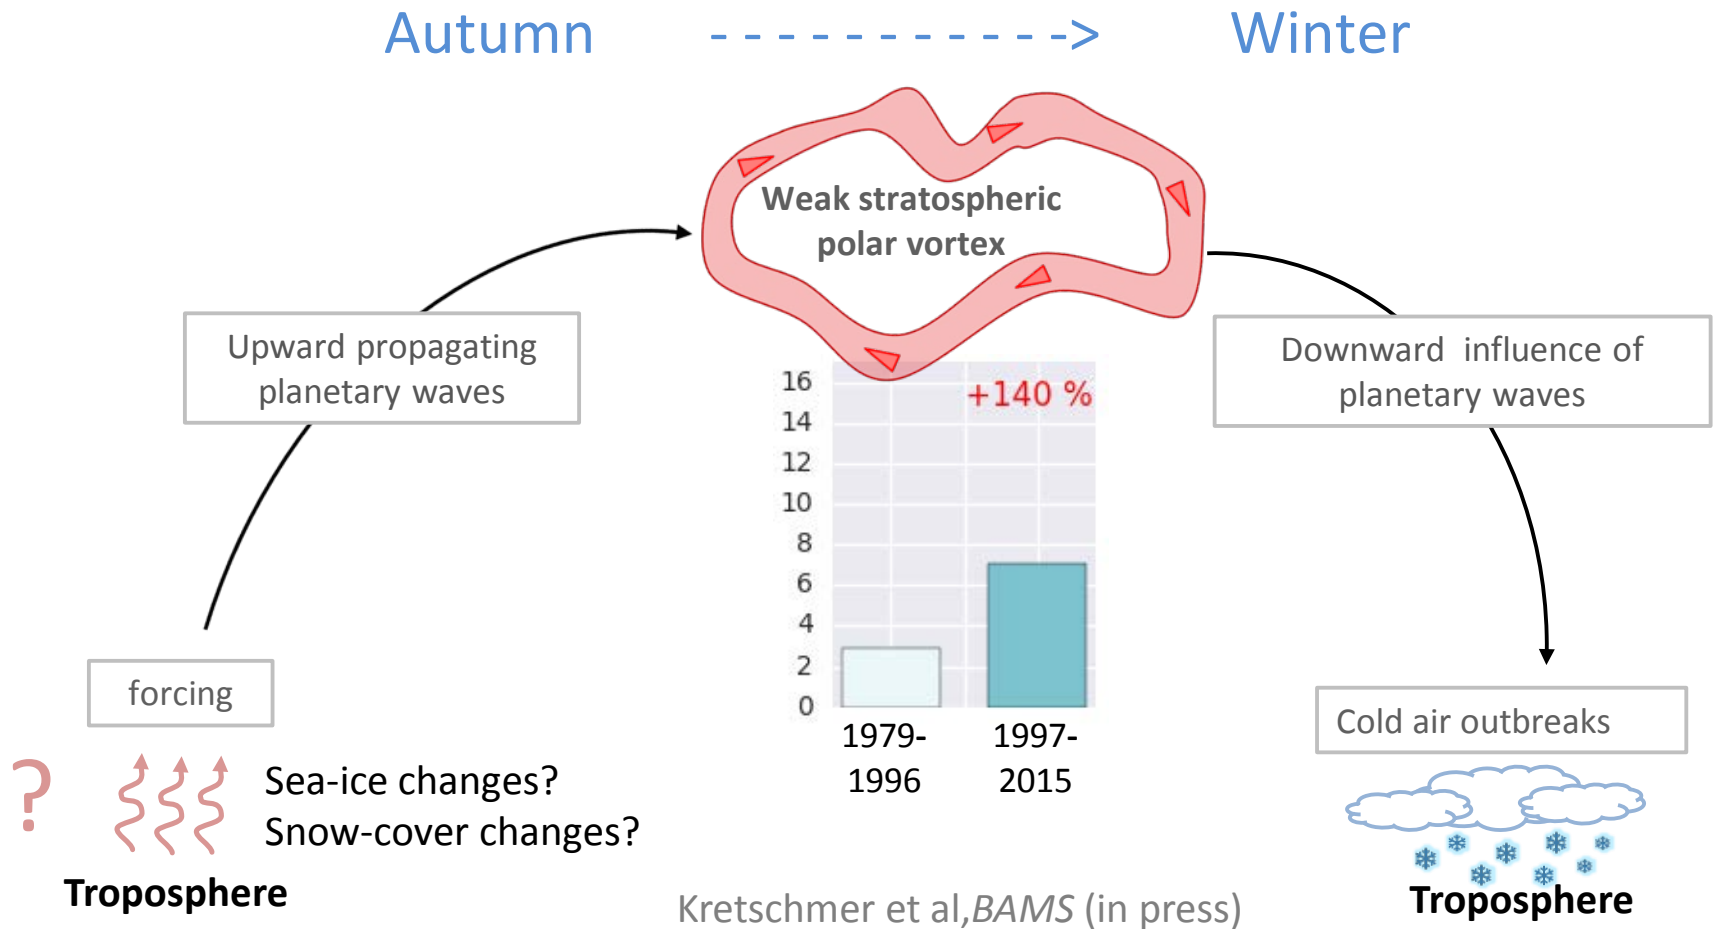 Autumn - - - - - - - - - - -> Winter
Weak stratospheric
polar vortex
Upward propagating
planetary waves
Downward influence of
planetary waves
+140 %
16
14
12
10
8
6
4
2
0
1979-
1996
1997-
2015
forcing
?
Sea-ice changes?
Snow-cover changes?
Troposphere
Cold air outbreaks
Troposphere
Kretschmer et al,BAMS (in press)